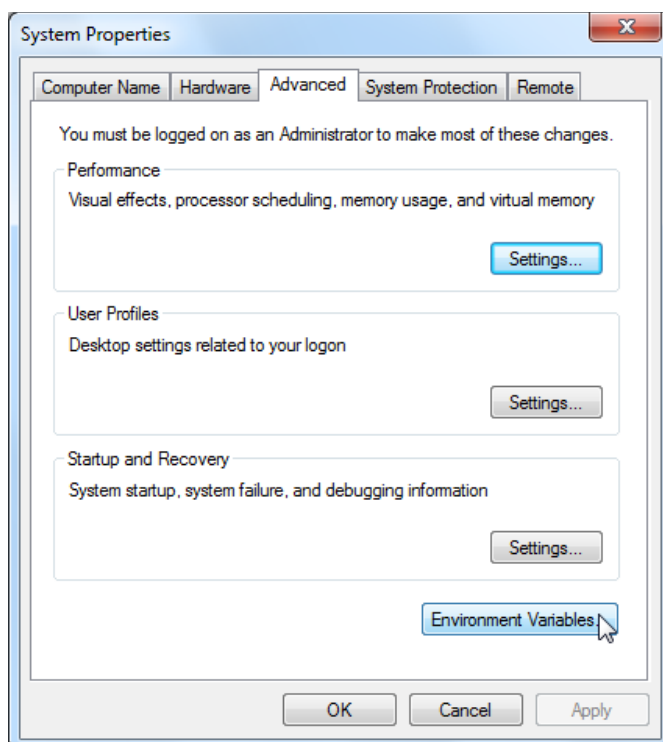 System Properties
Computer Name Hardware Advanced System Protection Remote
You must be logged on as an Administrator to make most of these changes.
Performance
Visual effects, processor scheduling, memory usage, and virtual memory
Settings...
User Profiles
Desktop settings related to your logon
Settings...
Startup and Recovery
System startup, system failure, and debugging information
Settings...
Environment Variables.
OK Cancel Apply